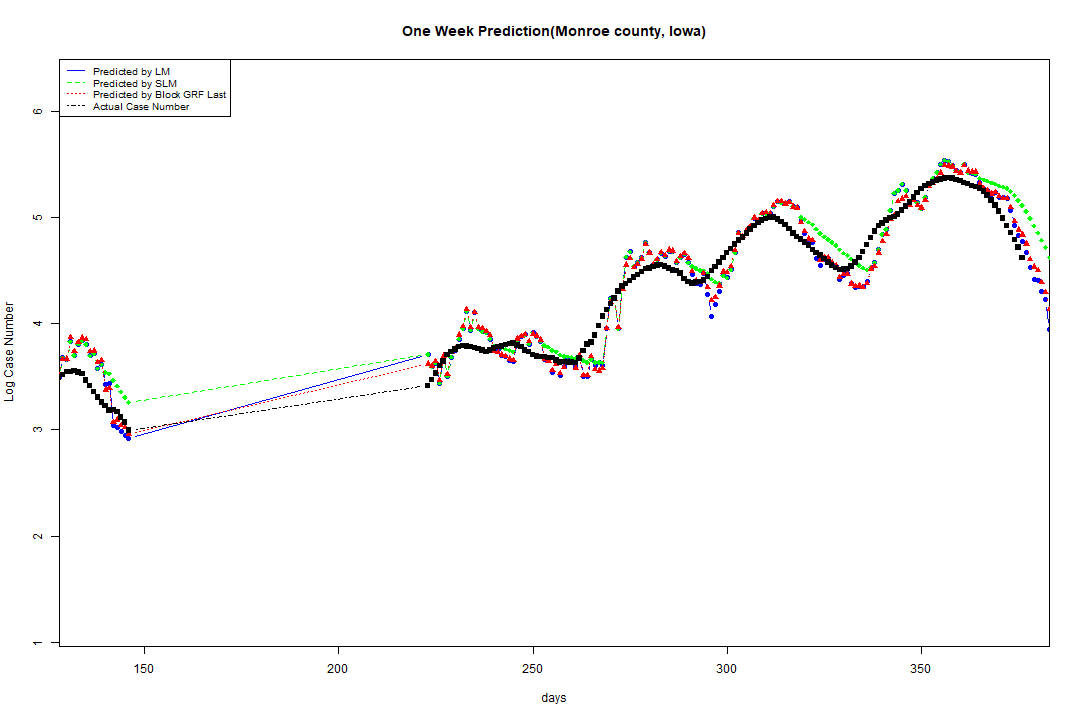 One Week Prediction(Monroe county, Iowa)
Predicted by LM
Predicted by SLM
Predicted by Block GRF Last
Actual Case Number
6
5
4
3
2
1
Log Case Number
150
200
250
300
350
days